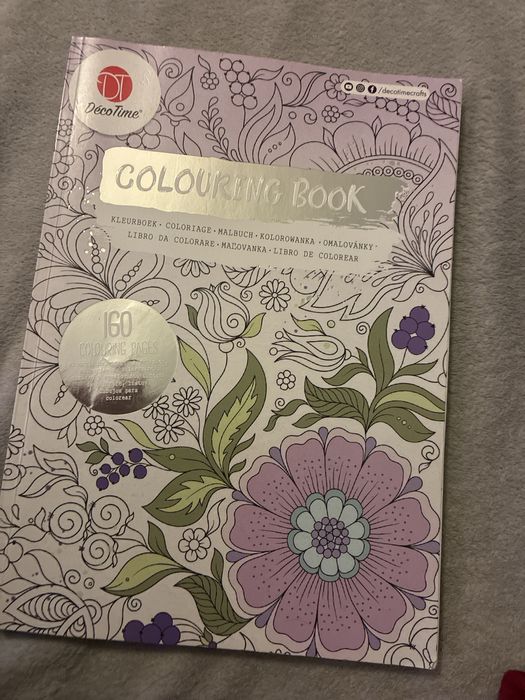 DT
DécoTime®
/decotimecrafts
COLOURING BOOK
KLEURBOEK · COLORIAGE · MALBUCH · KOLOROWANKA · OMALOVÁNKY ·
LIBRO DA COLORARE · MAĽOVANKA · LIBRO DE COLOREAR
160
COLOURING PAGES
para
colorear